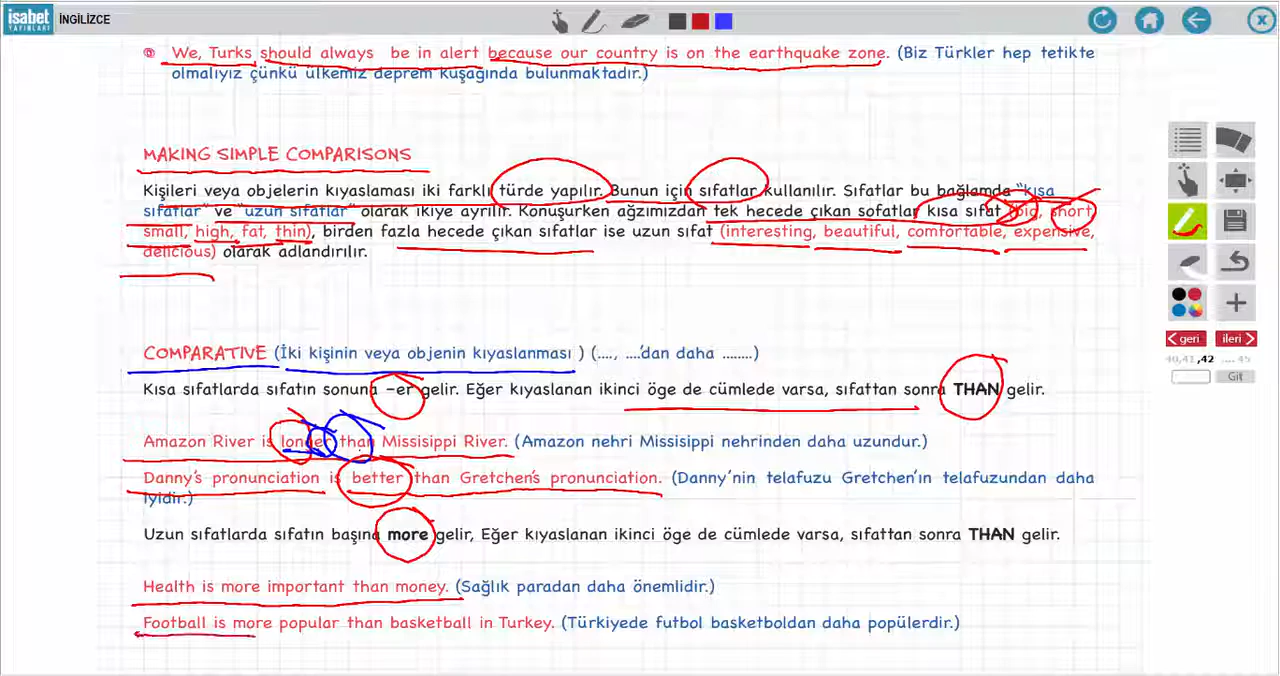 isabet
YAYINLARI
İNGİLİZCE
We, Turks should always be in alert because our country is on the earthquake zone. (Biz Türkler hep tetikte
olmalıyız çünkü ülkemiz deprem kuşağında bulunmaktadır.)
MAKING SIMPLE COMPARISONS
Kişileri veya objelerin kıyaslaması iki farklı türde yapılır. Bunun için sıfatlar kullanılır. Sıfatlar bu bağlamda "kısa
sıfatlar" ve "uzun sıfatlar" olarak ikiye ayrılır. Konuşurken ağzımızdan tek hecede çıkan sofatlar kısa sıfat (big, short,
small, high, fat, thin), birden fazla hecede çıkan sıfatlar ise uzun sıfat (interesting, beautiful, comfortable, expensive,
delicious) olarak adlandırılır.
COMPARATIVE (İki kişinin veya objenin kıyaslanması ) (...., ....'dan daha ........)
Kısa sıfatlarda sıfatın sonuna –er gelir. Eğer kıyaslanan ikinci öge de cümlede varsa, sıfattan sonra THAN gelir.
Amazon River is longer than Missisippi River. (Amazon nehri Missisippi nehrinden daha uzundur.)
Danny's pronunciation is better than Gretchen's pronunciation. (Danny'nin telafuzu Gretchen'ın telafuzundan daha
iyidir.)
Uzun sıfatlarda sıfatın başına more gelir, Eğer kıyaslanan ikinci öge de cümlede varsa, sıfattan sonra THAN gelir.
Health is more important than money. (Sağlık paradan daha önemlidir.)
Football is more popular than basketball in Turkey. (Türkiyede futbol basketboldan daha popülerdir.)
geri ileri
40,41,42 .... 45
Git